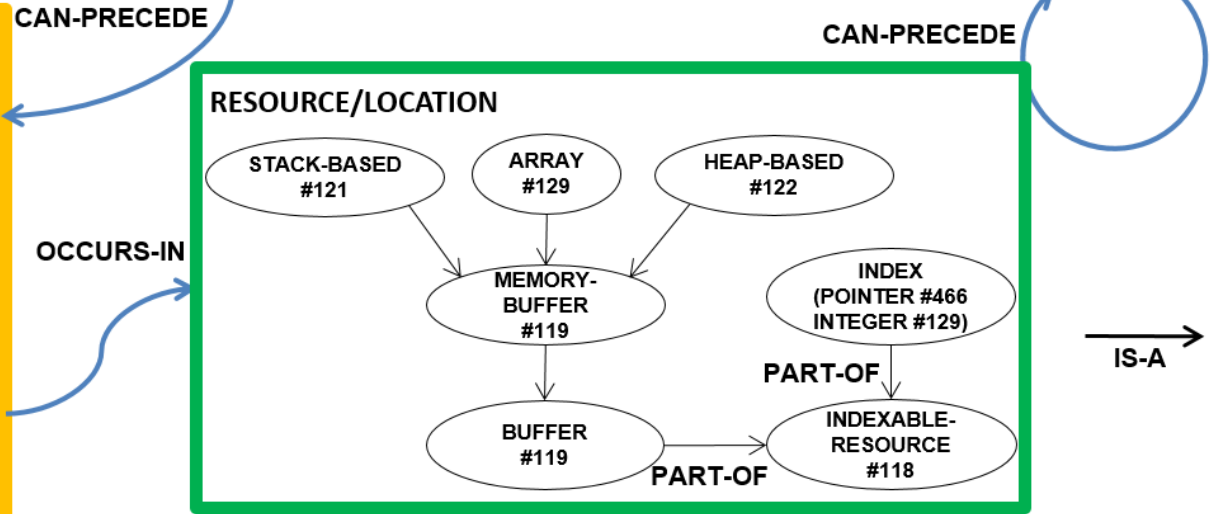 CAN-PRECEDE
CAN-PRECEDE
RESOURCE/LOCATION
STACK-BASED
#121
ARRAY
#129
HEAP-BASED
#122
OCCURS-IN
MEMORY-
BUFFER
#119
INDEX
(POINTER #466
INTEGER #129)
IS-A
PART-OF
BUFFER
#119
PART-OF
INDEXABLE-
RESOURCE
#118